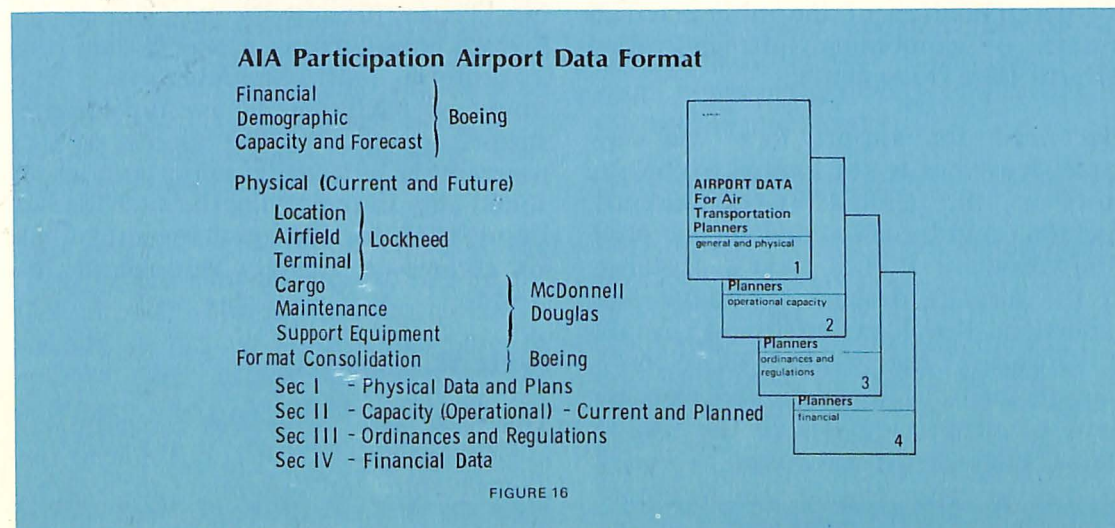 AIA Participation Airport Data Format
Financial
Demographic
Capacity and Forecast
Boeing
Physical (Current and Future)
Location
Airfield
Terminal
Lockheed
Cargo
Maintenance
Support Equipment
McDonnell
Douglas
Format Consolidation
Boeing
Sec I - Physical Data and Plans
Sec II - Capacity (Operational) - Current and Planned
Sec III - Ordinances and Regulations
Sec IV - Financial Data
AIRPORT DATA
For Air
Transportation
Planners
general and physical
1
Planners
operational capacity
2
Planners
ordinances and
regulations
3
Planners
financial
4
FIGURE 16